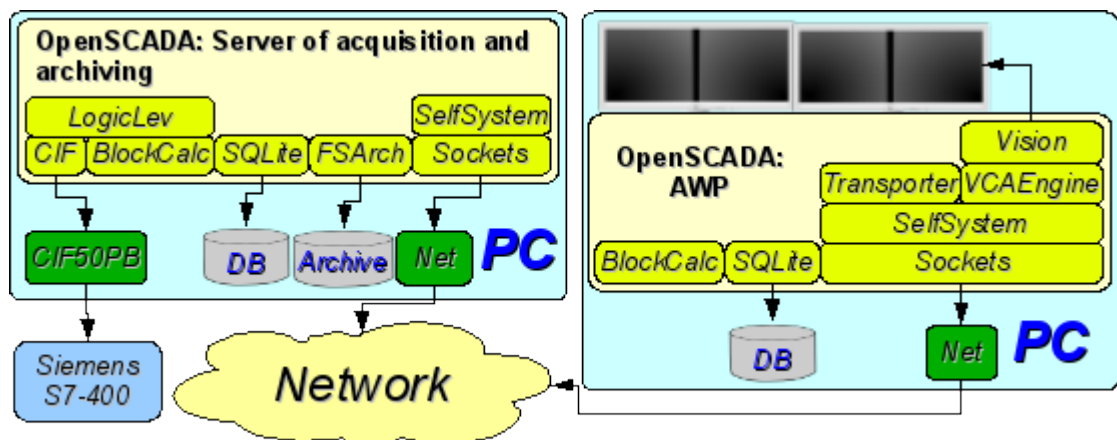 OpenSCADA: Server of acquisition and
archiving
LogicLev
SelfSystem
CIF
BlockCalc
SQLite
FSArch
Sockets
CIF50PB
DB
Archive
Net
PC
Siemens
S7-400
Network
OpenSCADA:
AWP
Vision
Transporter
VCAEngine
SelfSystem
BlockCalc
SQLite
Sockets
DB
Net
PC